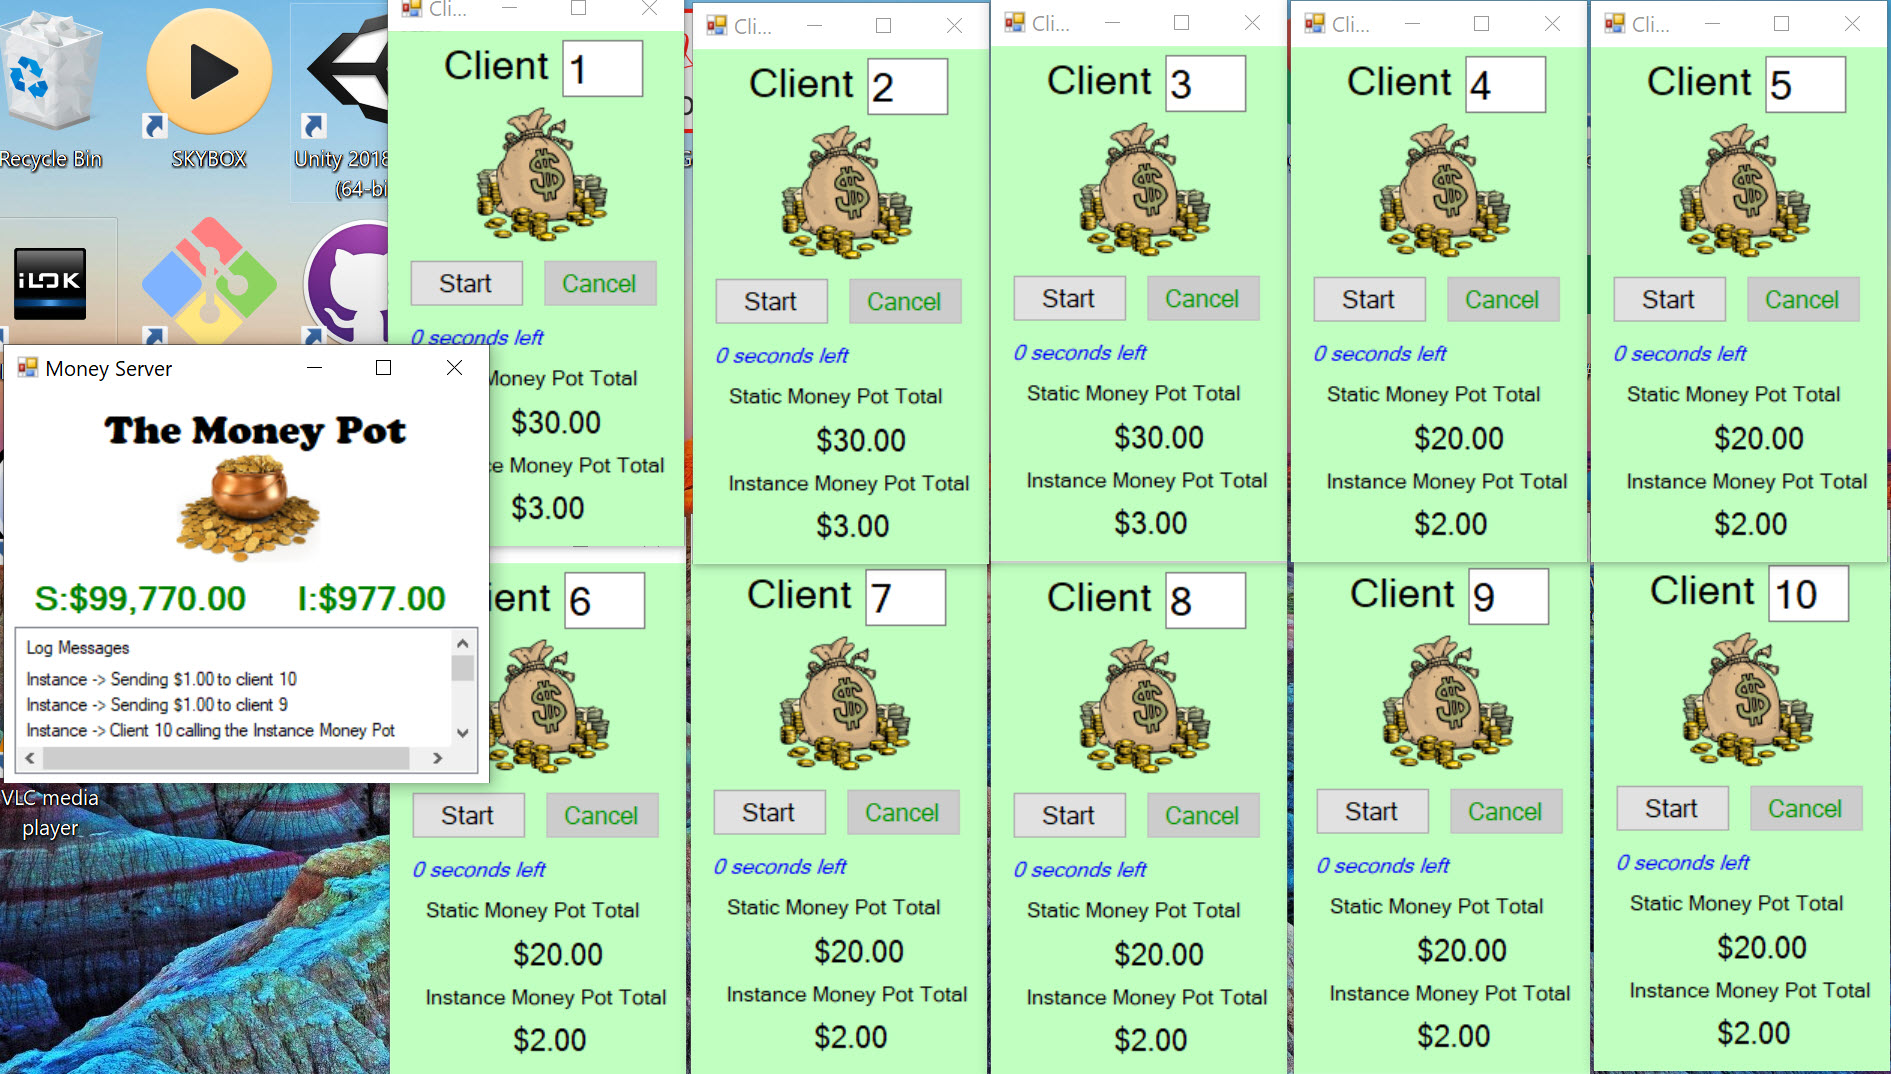 Recycle Bin
SKYBOX
Unity 2018
(64-bi
iLOK
VLC media
player
Money Server
The Money Pot
S:$99,770.00 I:$977.00
Log Messages
Instance -> Sending $1.00 to client 10
Instance -> Sending $1.00 to client 9
Instance -> Client 10 calling the Instance Money Pot
Cli...
Client 1
Start Cancel
0 seconds left
Money Pot Total
$30.00
ce Money Pot Total
$3.00
Cli...
Client 2
Start Cancel
0 seconds left
Static Money Pot Total
$30.00
Instance Money Pot Total
$3.00
Cli...
Client 3
Start Cancel
0 seconds left
Static Money Pot Total
$30.00
Instance Money Pot Total
$3.00
Cli...
Client 4
Start Cancel
0 seconds left
Static Money Pot Total
$20.00
Instance Money Pot Total
$2.00
Cli...
Client 5
Start Cancel
0 seconds left
Static Money Pot Total
$20.00
Instance Money Pot Total
$2.00
ient 6
Start Cancel
0 seconds left
Static Money Pot Total
$20.00
Instance Money Pot Total
$2.00
Client 7
Start Cancel
0 seconds left
Static Money Pot Total
$20.00
Instance Money Pot Total
$2.00
Client 8
Start Cancel
0 seconds left
Static Money Pot Total
$20.00
Instance Money Pot Total
$2.00
Client 9
Start Cancel
0 seconds left
Static Money Pot Total
$20.00
Instance Money Pot Total
$2.00
Client 10
Start Cancel
0 seconds left
Static Money Pot Total
$20.00
Instance Money Pot Total
$2.00